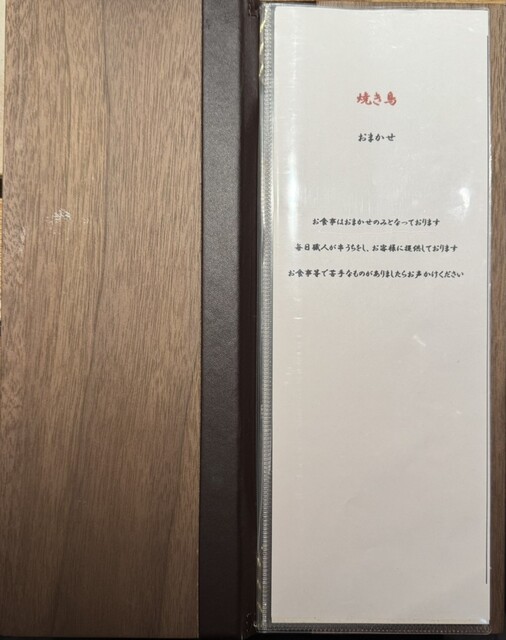 焼き鳥
おまかせ
お食事はおまかせのみとなっております
毎日職人が串うちをし、お客様に提供しております
お食事等で苦手なものがありましたらお声かけください